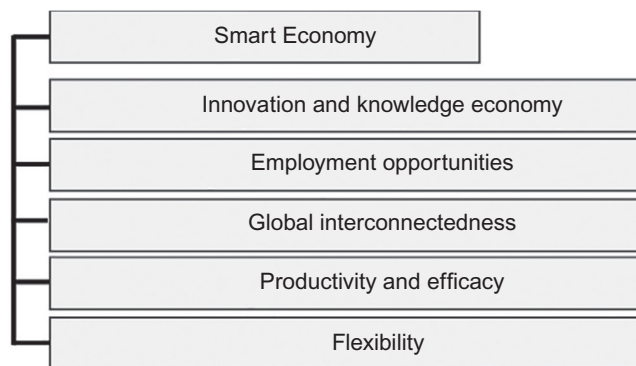 Smart Economy
Innovation and knowledge economy
Employment opportunities
Global interconnectedness
Productivity and efficacy
Flexibility